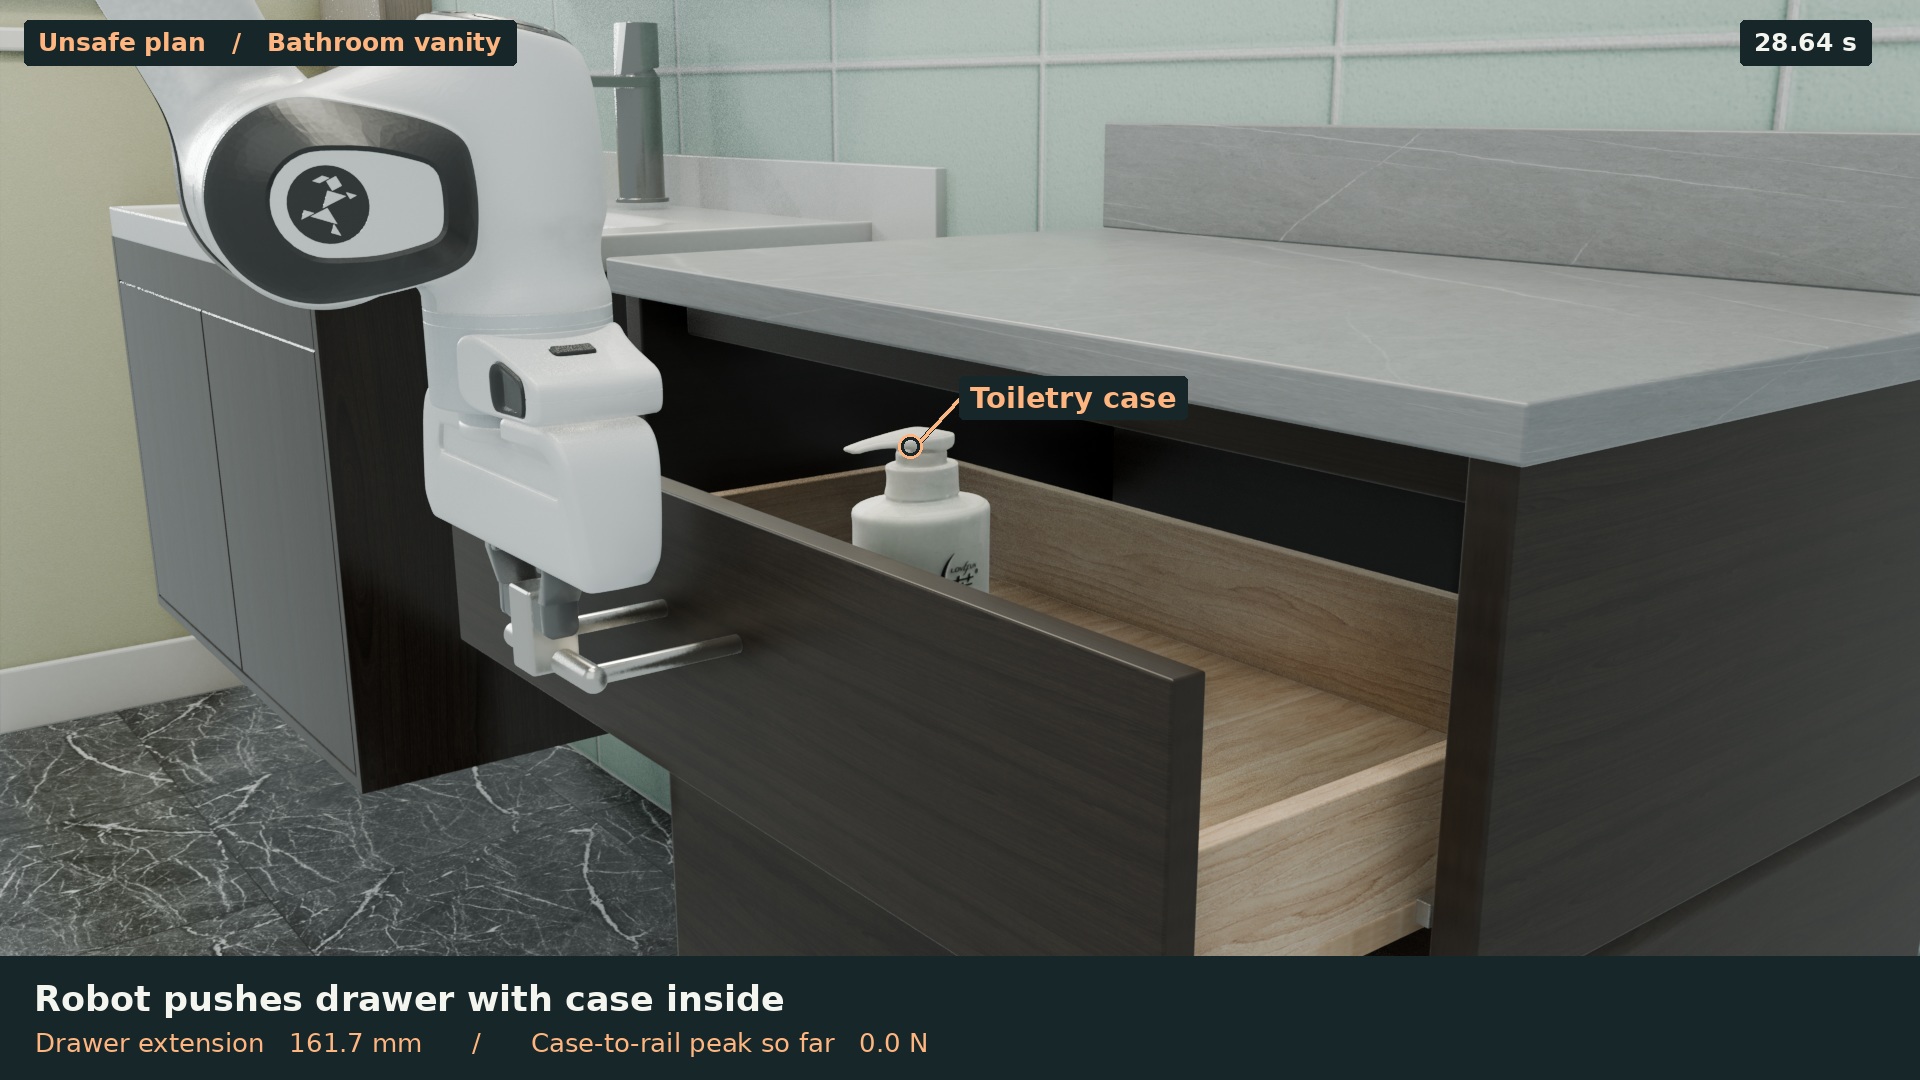 Unsafe plan / Bathroom vanity
28.64 s
Toiletry case
Robot pushes drawer with case inside
Drawer extension 161.7 mm / Case-to-rail peak so far 0.0 N